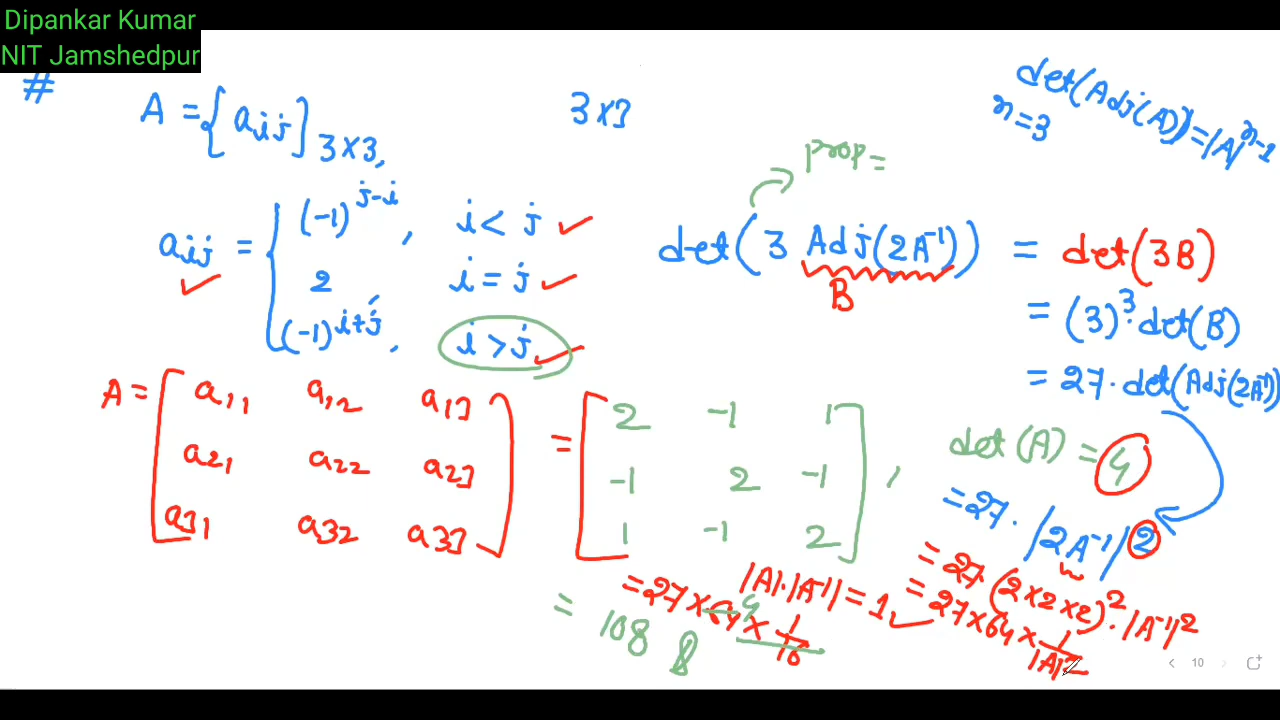 Dipankar Kumar
NIT Jamshedpur
#
A = { aij ]3×3,
3×3
det(Adj(A)) = |A|^n-1
n=3
prop=
aij = { (-1)^j-i, i < j ✓
2 i = j ✓
(-1)^i+j, i > j ✓
det(3 Adj(2A^-1)) = det(3B)
B
= (3)^3. det(B)
= 27. det(Adj(2A^-1))
A = [ a11 a12 a13
a21 a22 a23
a31 a32 a33 ]
= [ 2 -1 1
-1 2 -1
1 -1 2 ],
det(A) = 4
= 27. |2A^-1|^2
= 27. (2×2×2)^2. |A^-1|^2
|A|.|A^-1| = 1 ✓
= 27×64 × 1/|A|^2
= 27×64 × 1/16
4
= 108